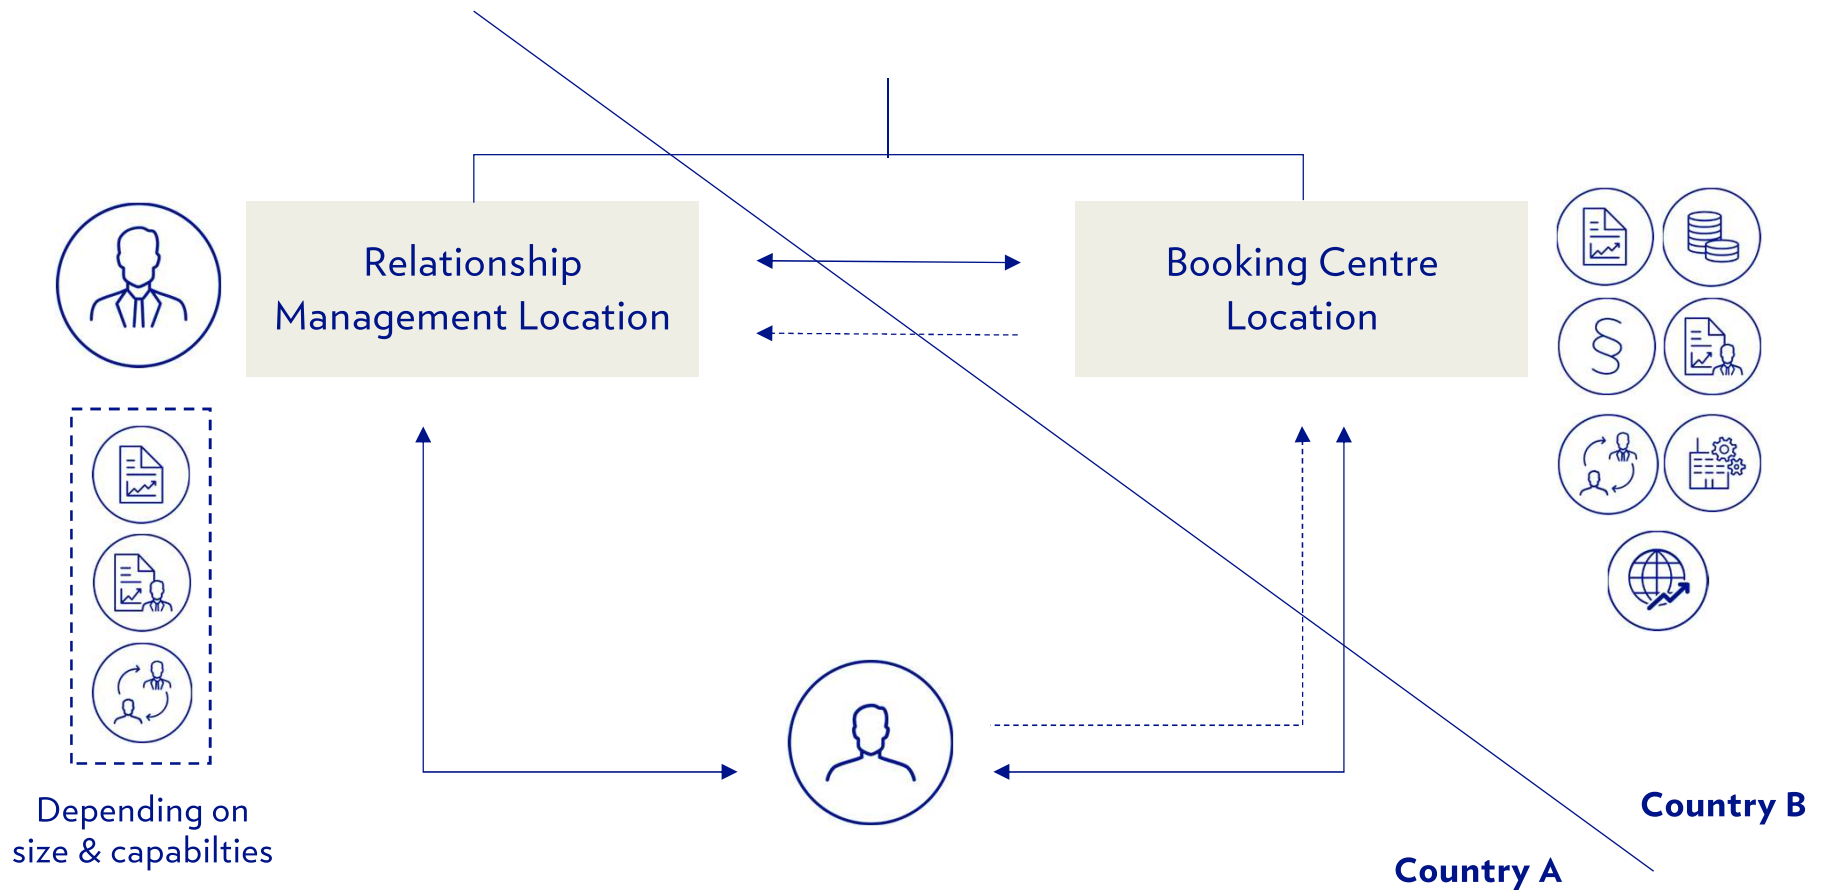 Relationship
Management Location
Booking Centre
Location
§
Depending on
size & capabilties
Country B
Country A